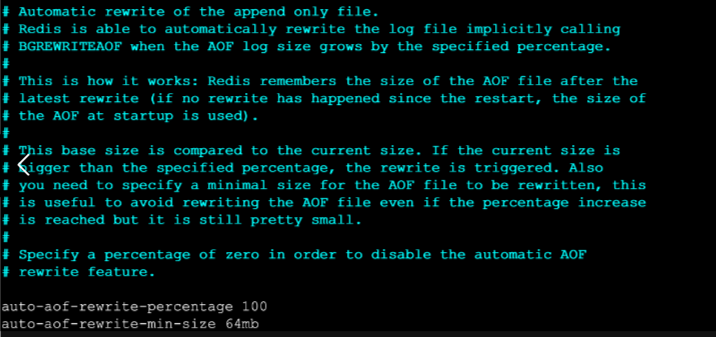 # Automatic rewrite of the append only file.
# Redis is able to automatically rewrite the log file implicitly calling
# BGREWRITEAOF when the AOF log size grows by the specified percentage.
#
# This is how it works: Redis remembers the size of the AOF file after the
# latest rewrite (if no rewrite has happened since the restart, the size of
# the AOF at startup is used).
#
# This base size is compared to the current size. If the current size is
# bigger than the specified percentage, the rewrite is triggered. Also
# you need to specify a minimal size for the AOF file to be rewritten, this
# is useful to avoid rewriting the AOF file even if the percentage increase
# is reached but it is still pretty small.
#
# Specify a percentage of zero in order to disable the automatic AOF
# rewrite feature.
auto-aof-rewrite-percentage 100
auto-aof-rewrite-min-size 64mb